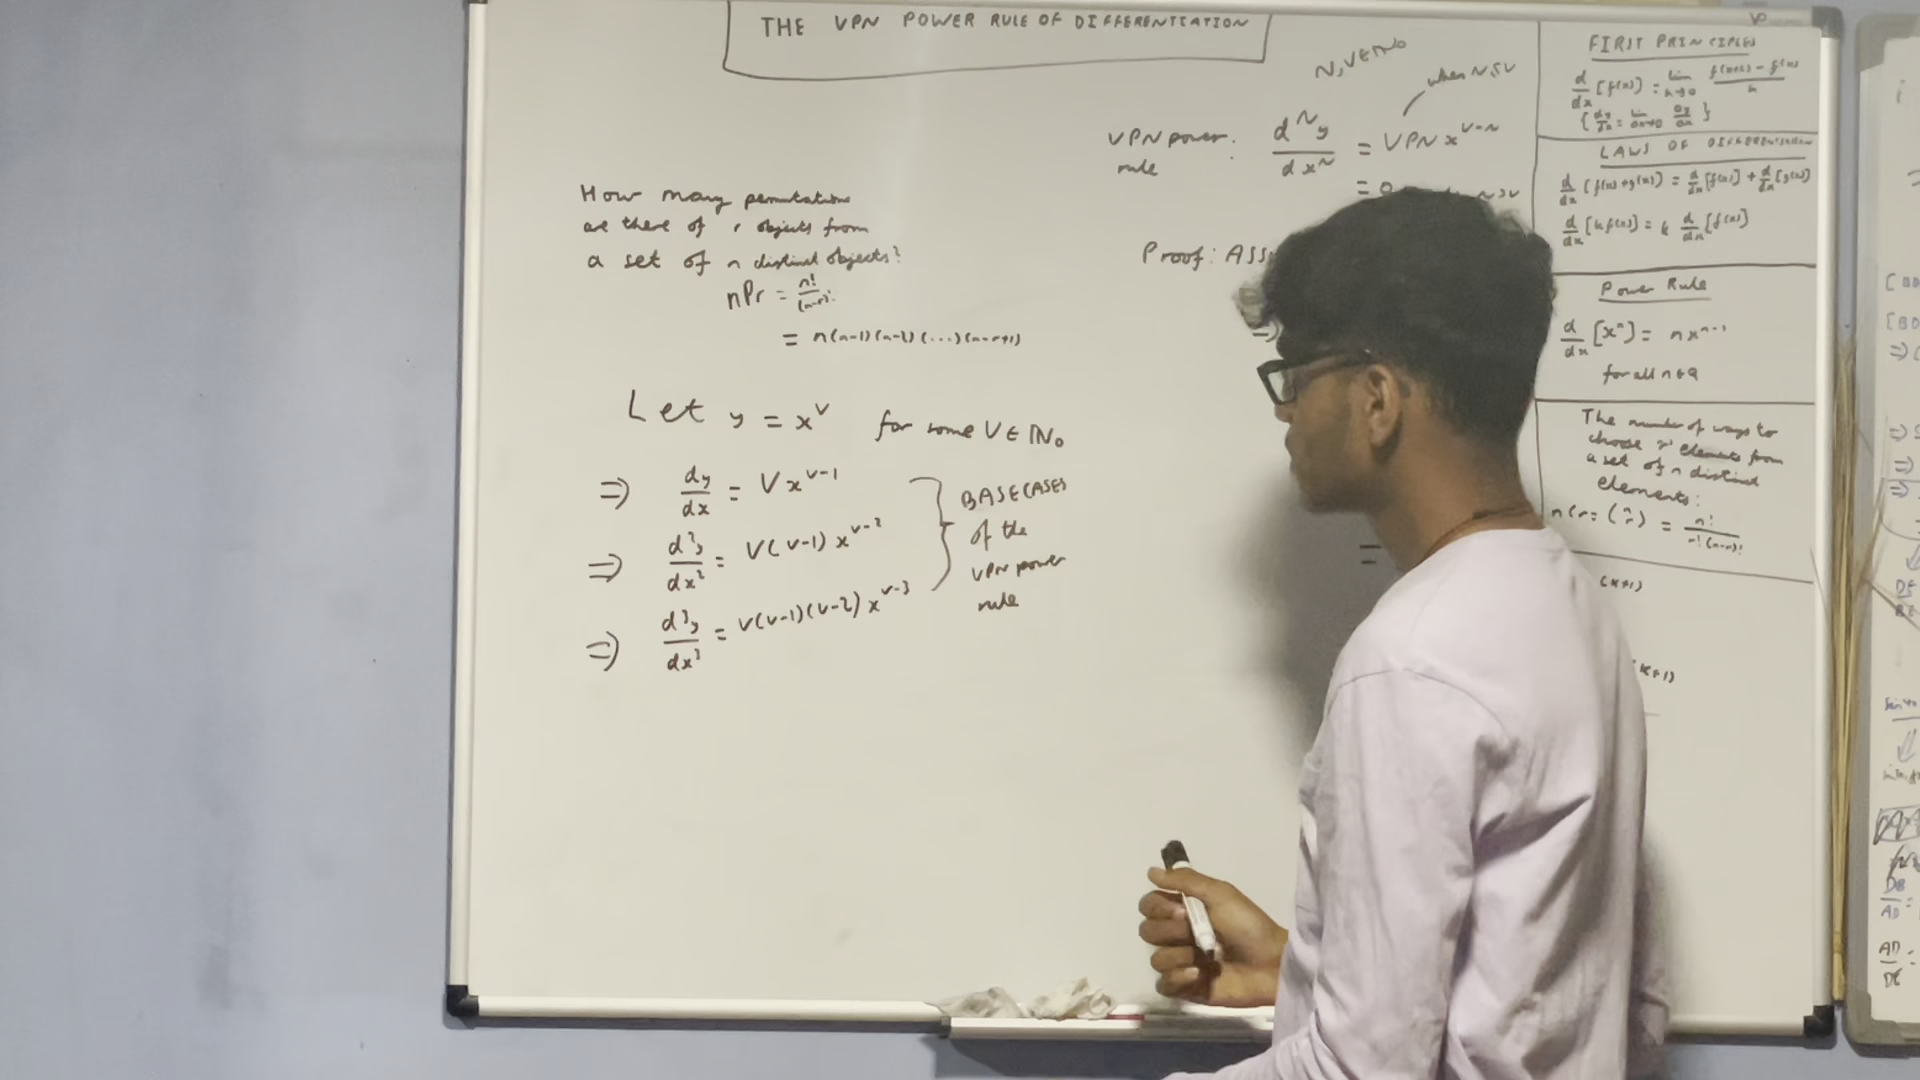 THE VPN POWER RULE OF DIFFERENTIATION
How many permutations
are there of r objects from
a set of n distinct objects?
nPr = n!/(n-r)!
= n(n-1)(n-2)(...)(n-r+1)
Let y = x^v for some V ∈ ℕ₀
⇒ dy/dx = Vx^(v-1)
⇒ d²y/dx² = V(v-1)x^(v-2)
⇒ d³y/dx³ = V(v-1)(v-2)x^(v-3)
BASE CASES
of the
VPN power
rule
N,V∈ℕ₀
when N≤V
VPN power rule: d^N y/dx^N = VPN x^(V-N)
= 0 N>V
Proof: ASS
⇒
=
(k+1)
k+1)
FIRST PRINCIPLES
d/dx [f(x)] = lim h→0 f(x+h) - f(x)/h
{dy/dx = lim δx→0 δy/δx}
LAWS OF DIFFERENTIATION
d/dx [f(x)+g(x)] = d/dx [f(x)] + d/dx [g(x)]
d/dx [k f(x)] = k d/dx [f(x)]
Power Rule
d/dx [x^n] = nx^(n-1)
for all n∈Q
The number of ways to
choose 'r' elements from
a set of n distinct
elements:
nCr = (n r) = n!/r!(n-r)!